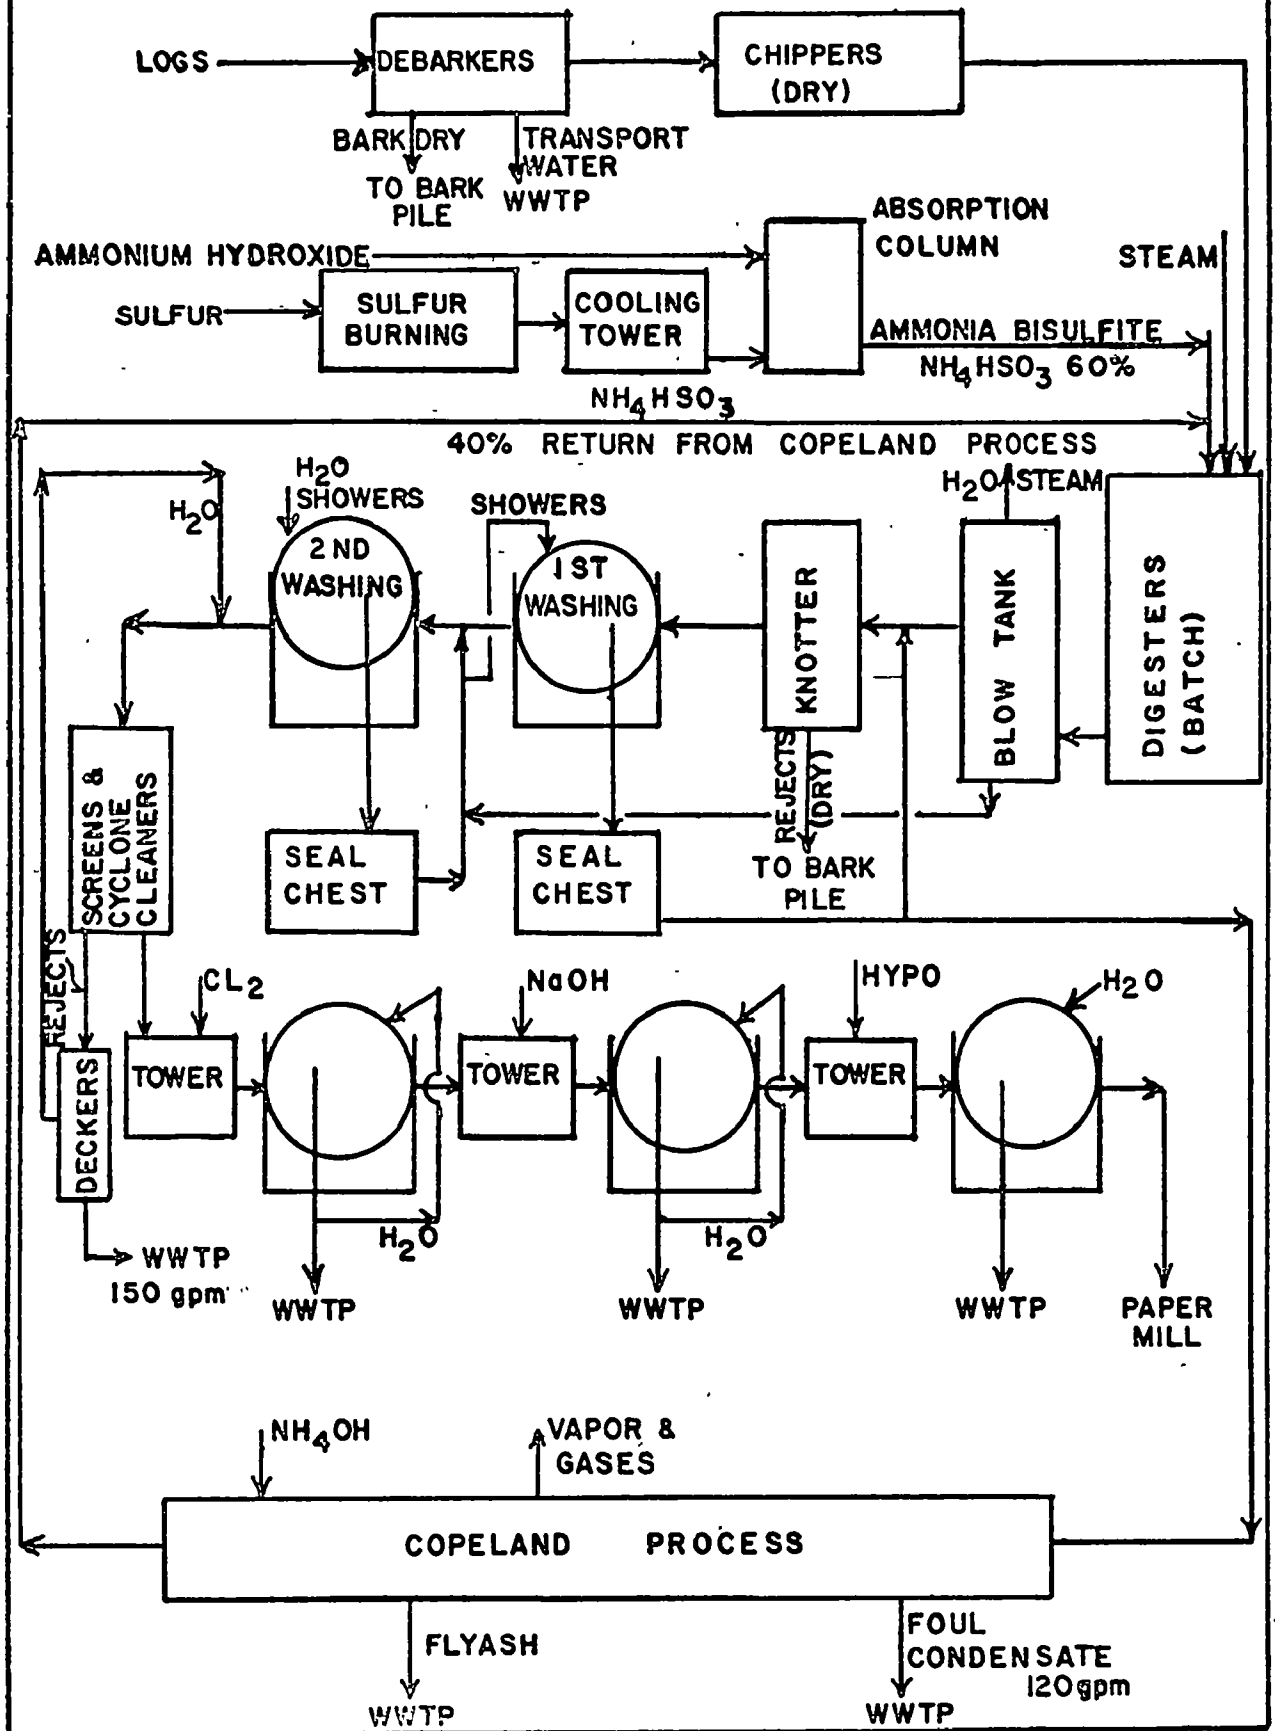 LOGS
DEBARKERS
CHIPPERS
(DRY)
BARK DRY
TO BARK
PILE
TRANSPORT
WATER
WWTP
ABSORPTION
COLUMN
STEAM
AMMONIUM HYDROXIDE
SULFUR
SULFUR
BURNING
COOLING
TOWER
AMMONIA BISULFITE
NH4HSO3 60%
NH4HSO3
40% RETURN FROM COPELAND PROCESS
H2O
H2O
SHOWERS
SHOWERS
H2O STEAM
2ND
WASHING
1ST
WASHING
KNOTTER
BLOW TANK
DIGESTERS
(BATCH)
SCREENS &
CYCLONE
CLEANERS
SEAL
CHEST
SEAL
CHEST
REJECTS
(DRY)
TO BARK
PILE
REJECTS
CL2
NaOH
HYPO
H2O
DECKERS
TOWER
TOWER
TOWER
H2O
H2O
WWTP
150 gpm
WWTP
WWTP
WWTP
PAPER
MILL
NH4OH
VAPOR &
GASES
COPELAND PROCESS
FLYASH
WWTP
FOUL
CONDENSATE
120gpm
WWTP